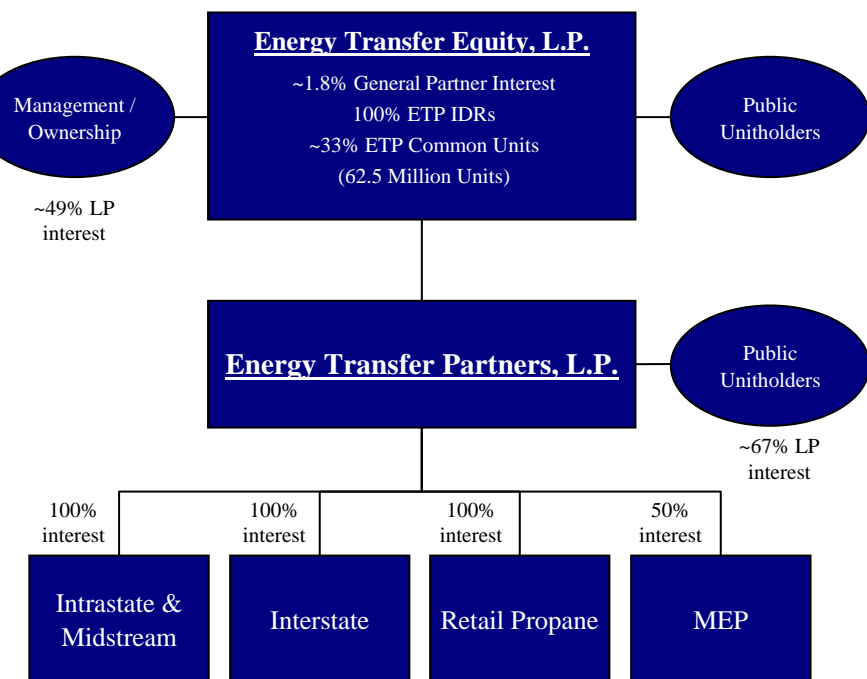 Energy Transfer Equity, L.P.
~1.8% General Partner Interest
100% ETP IDRs
~33% ETP Common Units
(62.5 Million Units)
Management /
Ownership
~49% LP
interest
Public
Unitholders
Energy Transfer Partners, L.P.
Public
Unitholders
~67% LP
interest
100%
interest
100%
interest
100%
interest
50%
interest
Intrastate &
Midstream
Interstate
Retail Propane
MEP